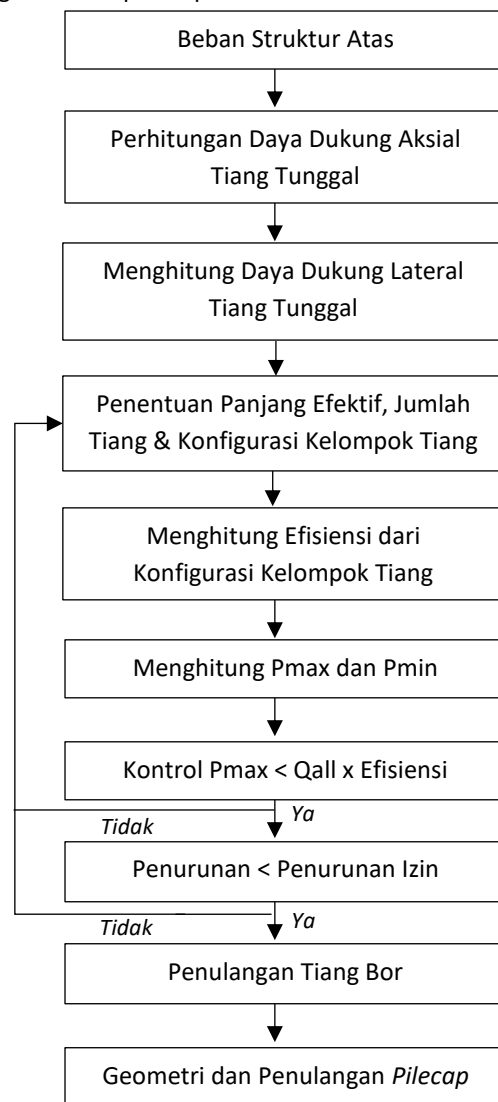 Beban Struktur Atas
Perhitungan Daya Dukung Aksial
Tiang Tunggal
Menghitung Daya Dukung Lateral
Tiang Tunggal
Penentuan Panjang Efektif, Jumlah
Tiang & Konfigurasi Kelompok Tiang
Menghitung Efisiensi dari
Konfigurasi Kelompok Tiang
Menghitung Pmax dan Pmin
Kontrol Pmax < Qall x Efisiensi
Ya
Tidak
Penurunan < Penurunan Izin
Ya
Tidak
Penulangan Tiang Bor
Geometri dan Penulangan Pilecap